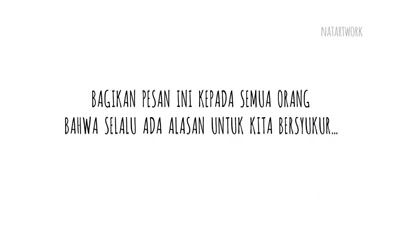 NATARTWORK
BAGIKAN PESAN INI KEPADA SEMUA ORANG
BAHWA SELALU ADA ALASAN UNTUK KITA BERSYUKUR...